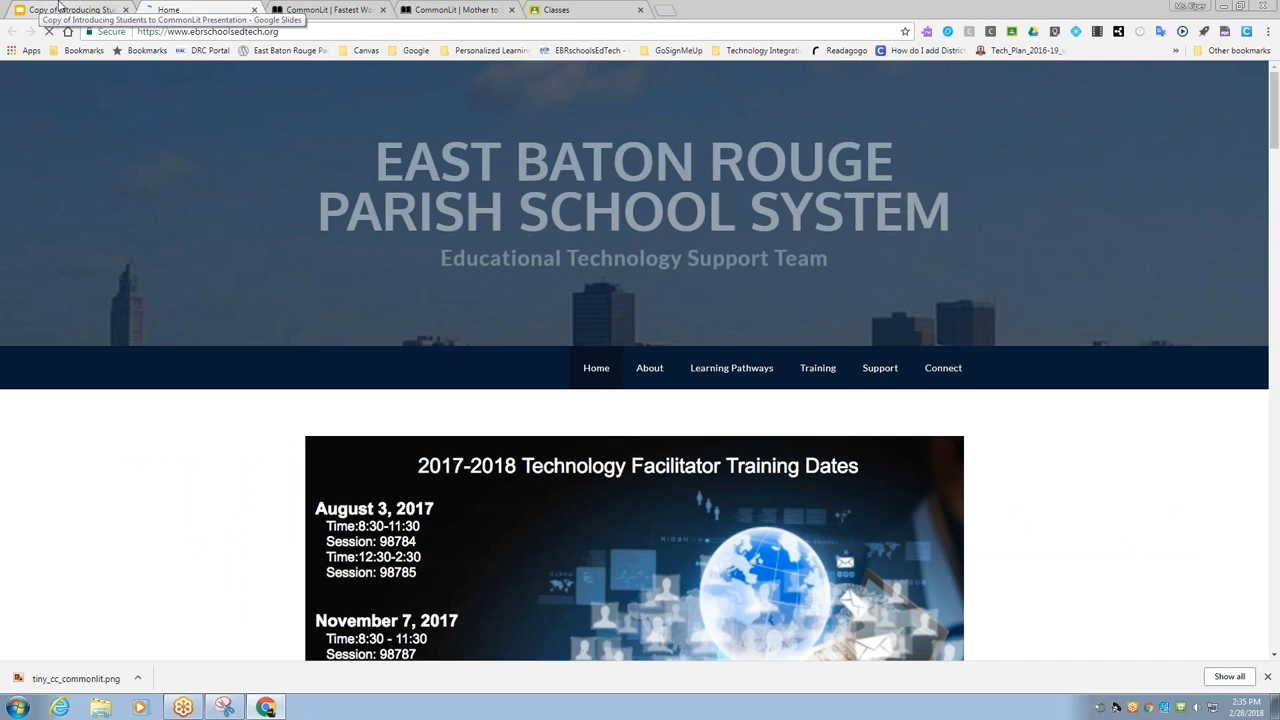 Copy of Introducing Stu
Home
CommonLit | Fastest Wo
CommonLit | Mother to
Classes
Ms.Piper
Copy of Introducing Students to CommonLit Presentation - Google Slides
Secure
https://www.ebrschoolsedtech.org
Apps
Bookmarks
Bookmarks
DRC Portal
East Baton Rouge Pa
Canvas
Google
Personalized Learnin
EBRschoolsEdTech -
GoSignMeUp
Technology Integrati
Readagogo
How do I add District
Tech_Plan_2016-19_
»
Other bookmarks
EAST BATON ROUGE
PARISH SCHOOL SYSTEM
Educational Technology Support Team
Home
About
Learning Pathways
Training
Support
Connect
2017-2018 Technology Facilitator Training Dates
August 3, 2017
Time:8:30-11:30
Session: 98784
Time:12:30-2:30
Session: 98785
November 7, 2017
Time:8:30 - 11:30
Session: 98787
tiny_cc_commonlit.png
Show all
2:35 PM
2/28/2018